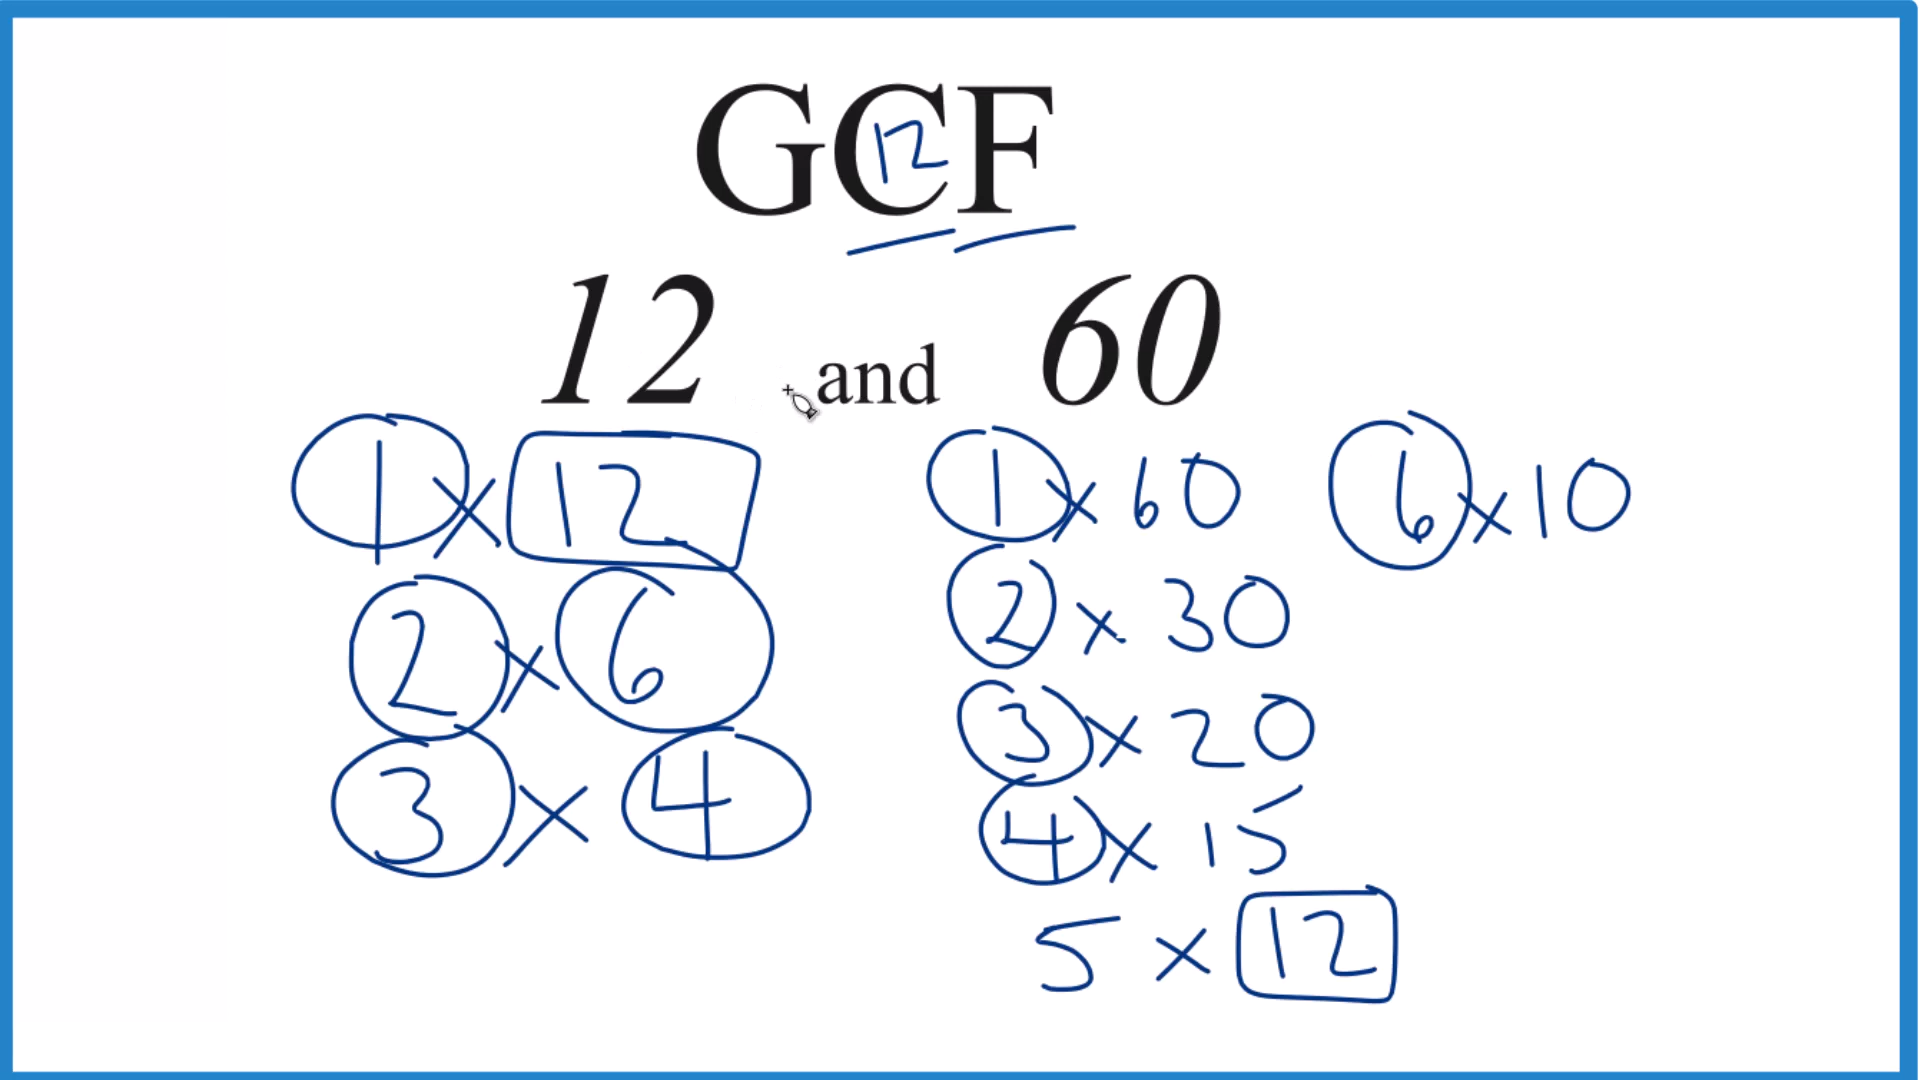 GCF
12
12 and 60
1 x 12
2 x 6
3 x 4
1 x 60
2 x 30
3 x 20
4 x 15
5 x 12
6 x 10